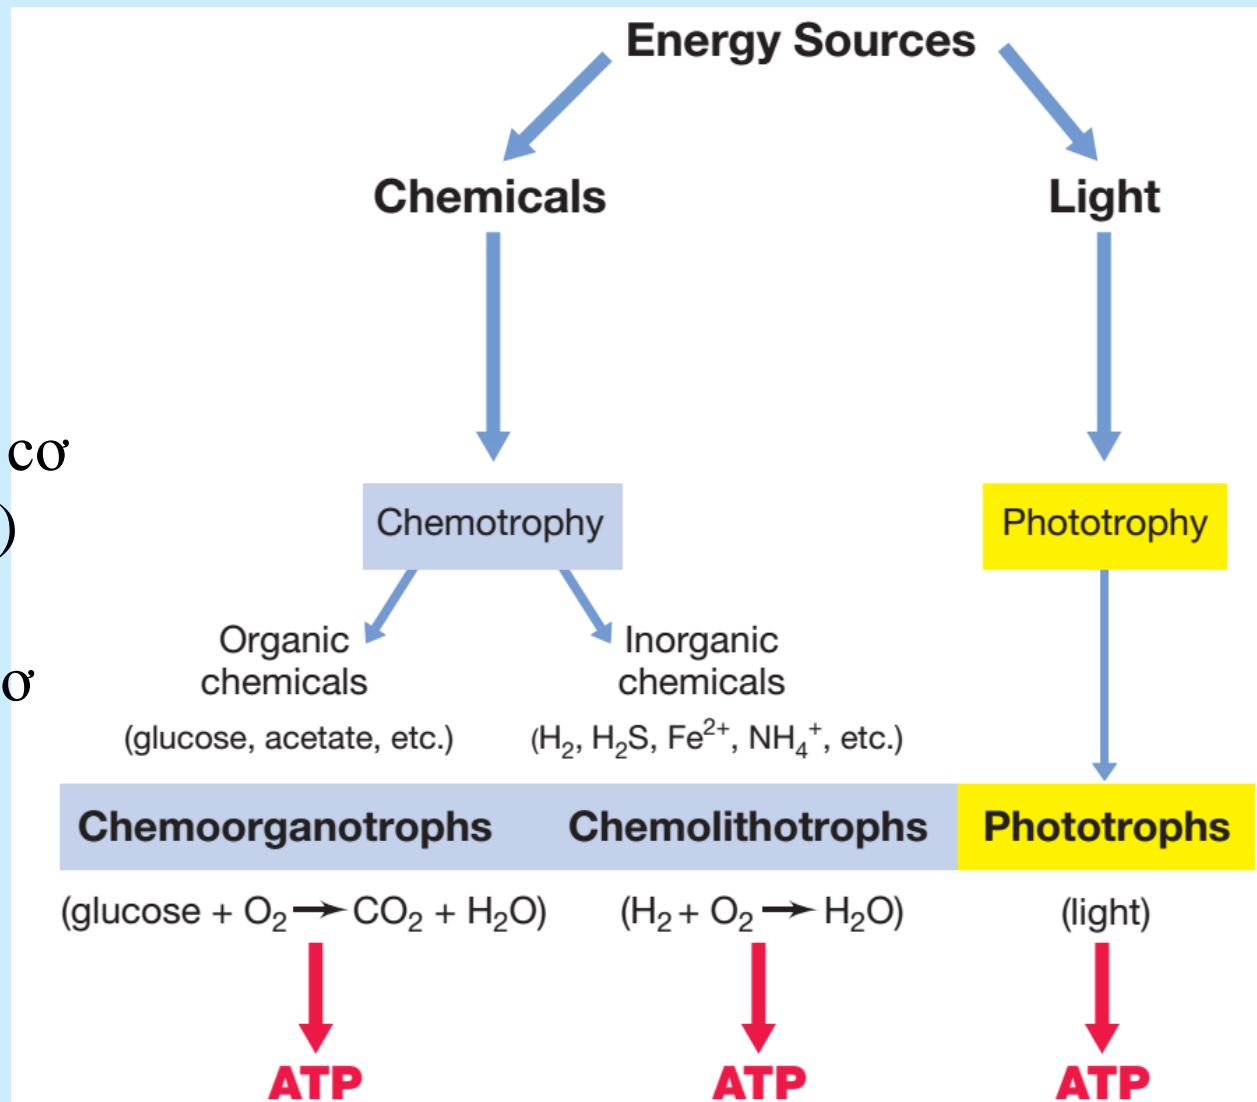 Energy Sources
Chemicals
Light
cơ
)
Chemotrophy
Phototrophy
Organic
chemicals
(glucose, acetate, etc.)
Inorganic
chemicals
(H₂, H₂S, Fe²⁺, NH₄⁺, etc.)
ơ
Chemoorganotrophs
Chemolithotrophs
Phototrophs
(glucose + O₂ → CO₂ + H₂O)
(H₂ + O₂ → H₂O)
(light)
ATP
ATP
ATP